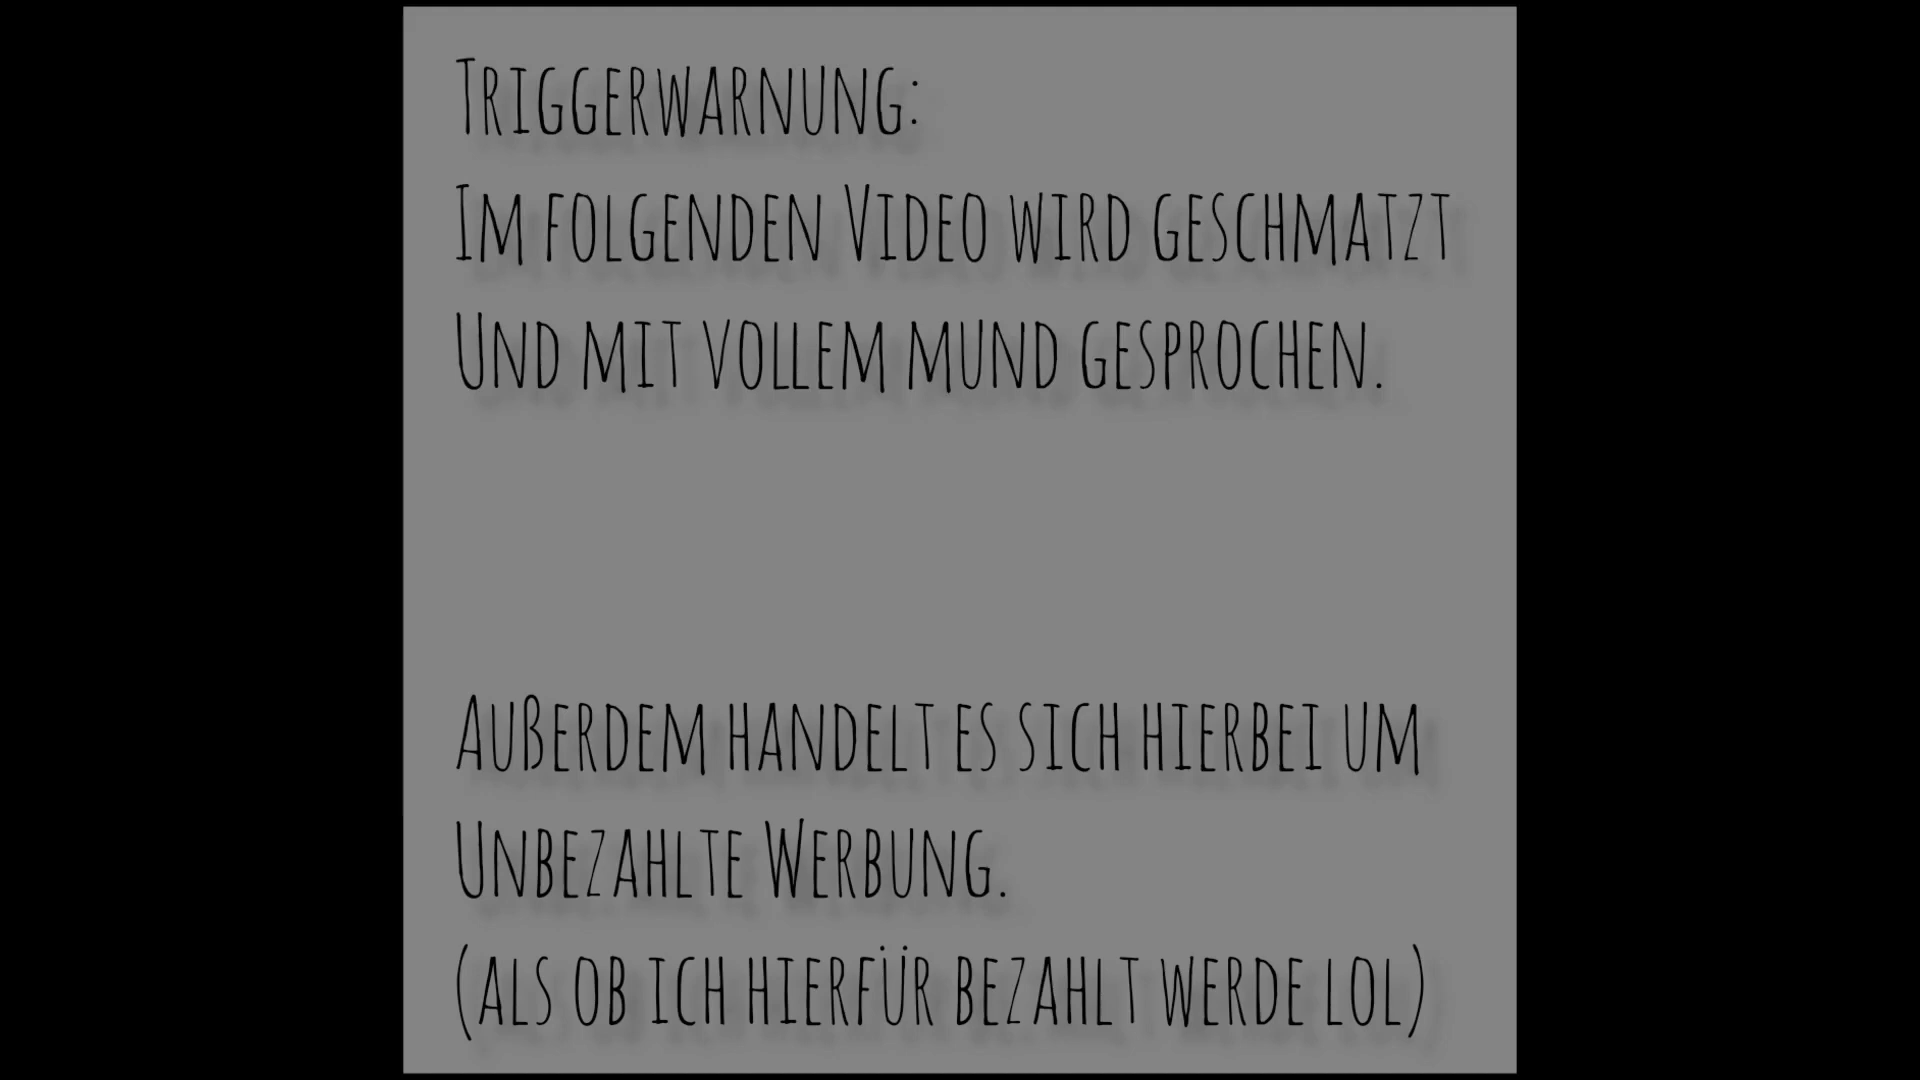 Triggerwarnung:
Im folgenden Video wird geschmatzt
Und mit vollem mund gesprochen.
Außerdem handelt es sich hierbei um
Unbezahlte Werbung.
(als ob ich hierfür bezahlt werde lol)